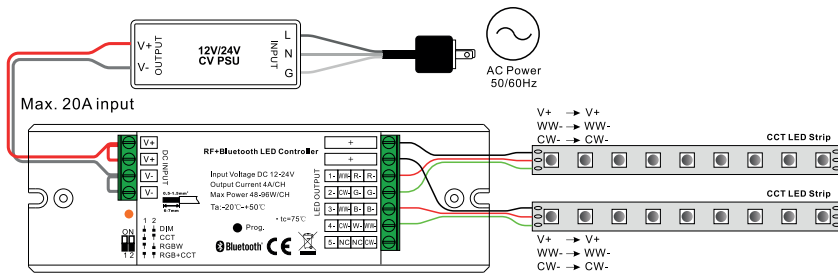 V+
V-
OUTPUT
12V/24V
CV PSU
INPUT
L
N
G
AC Power
50/60Hz
Max. 20A input
V+
V+
V-
V-
DC INPUT
0.5-1.5mm²
6-7mm
RF+Bluetooth LED Controller
Input Voltage DC 12-24V
Output Current 4A/CH
Max Power 48-96W/CH
Ta:-20℃~+50℃
• tc=75℃
Prog.
Bluetooth®
CE
ON
1 2
1 2
DIM
CCT
RGBW
RGB+CCT
LED OUTPUT
+
+
1- WW- R- R-
2- CW- G- G-
3- WW- B- B-
4- CW- W- WW-
5- NC NC CW-
V+ → V+
WW- → WW-
CW- → CW-
CCT LED Strip
CCT LED Strip
V+ → V+
WW- → WW-
CW- → CW-